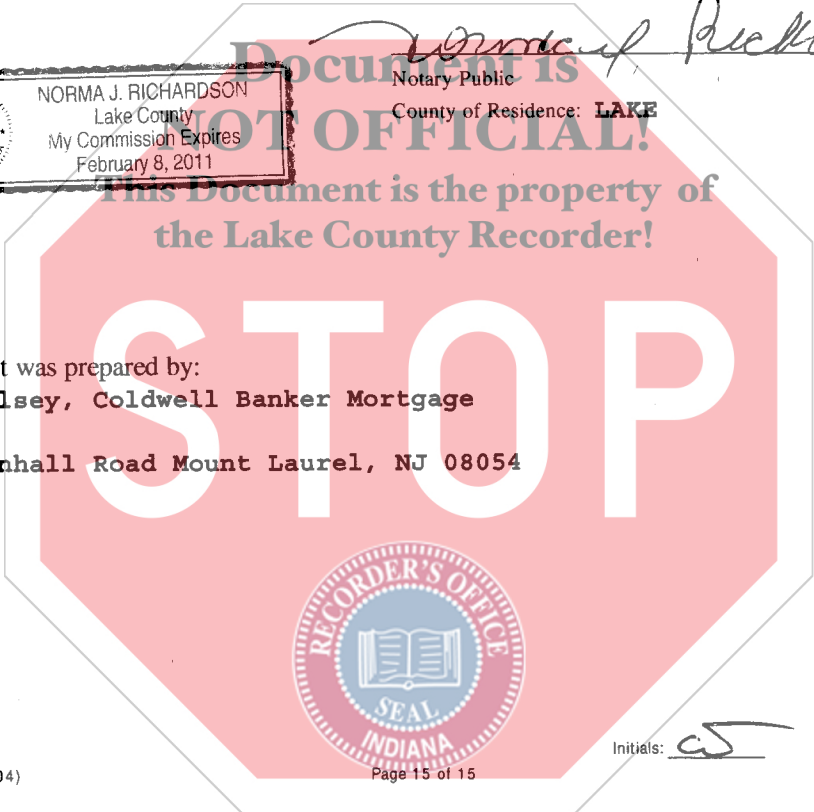 Document is
NOT OFFICIAL!
This Document is the property of
the Lake County Recorder!
NORMA J. RICHARDSON
Lake County
My Commission Expires
February 8, 2011
Notary Public
County of Residence: LAKE
STOP
t was prepared by:
lsey, Coldwell Banker Mortgage
nhall Road Mount Laurel, NJ 08054
RECORDER'S OFFICE
SEAL
INDIANA
Initials:
04)
Page 15 of 15